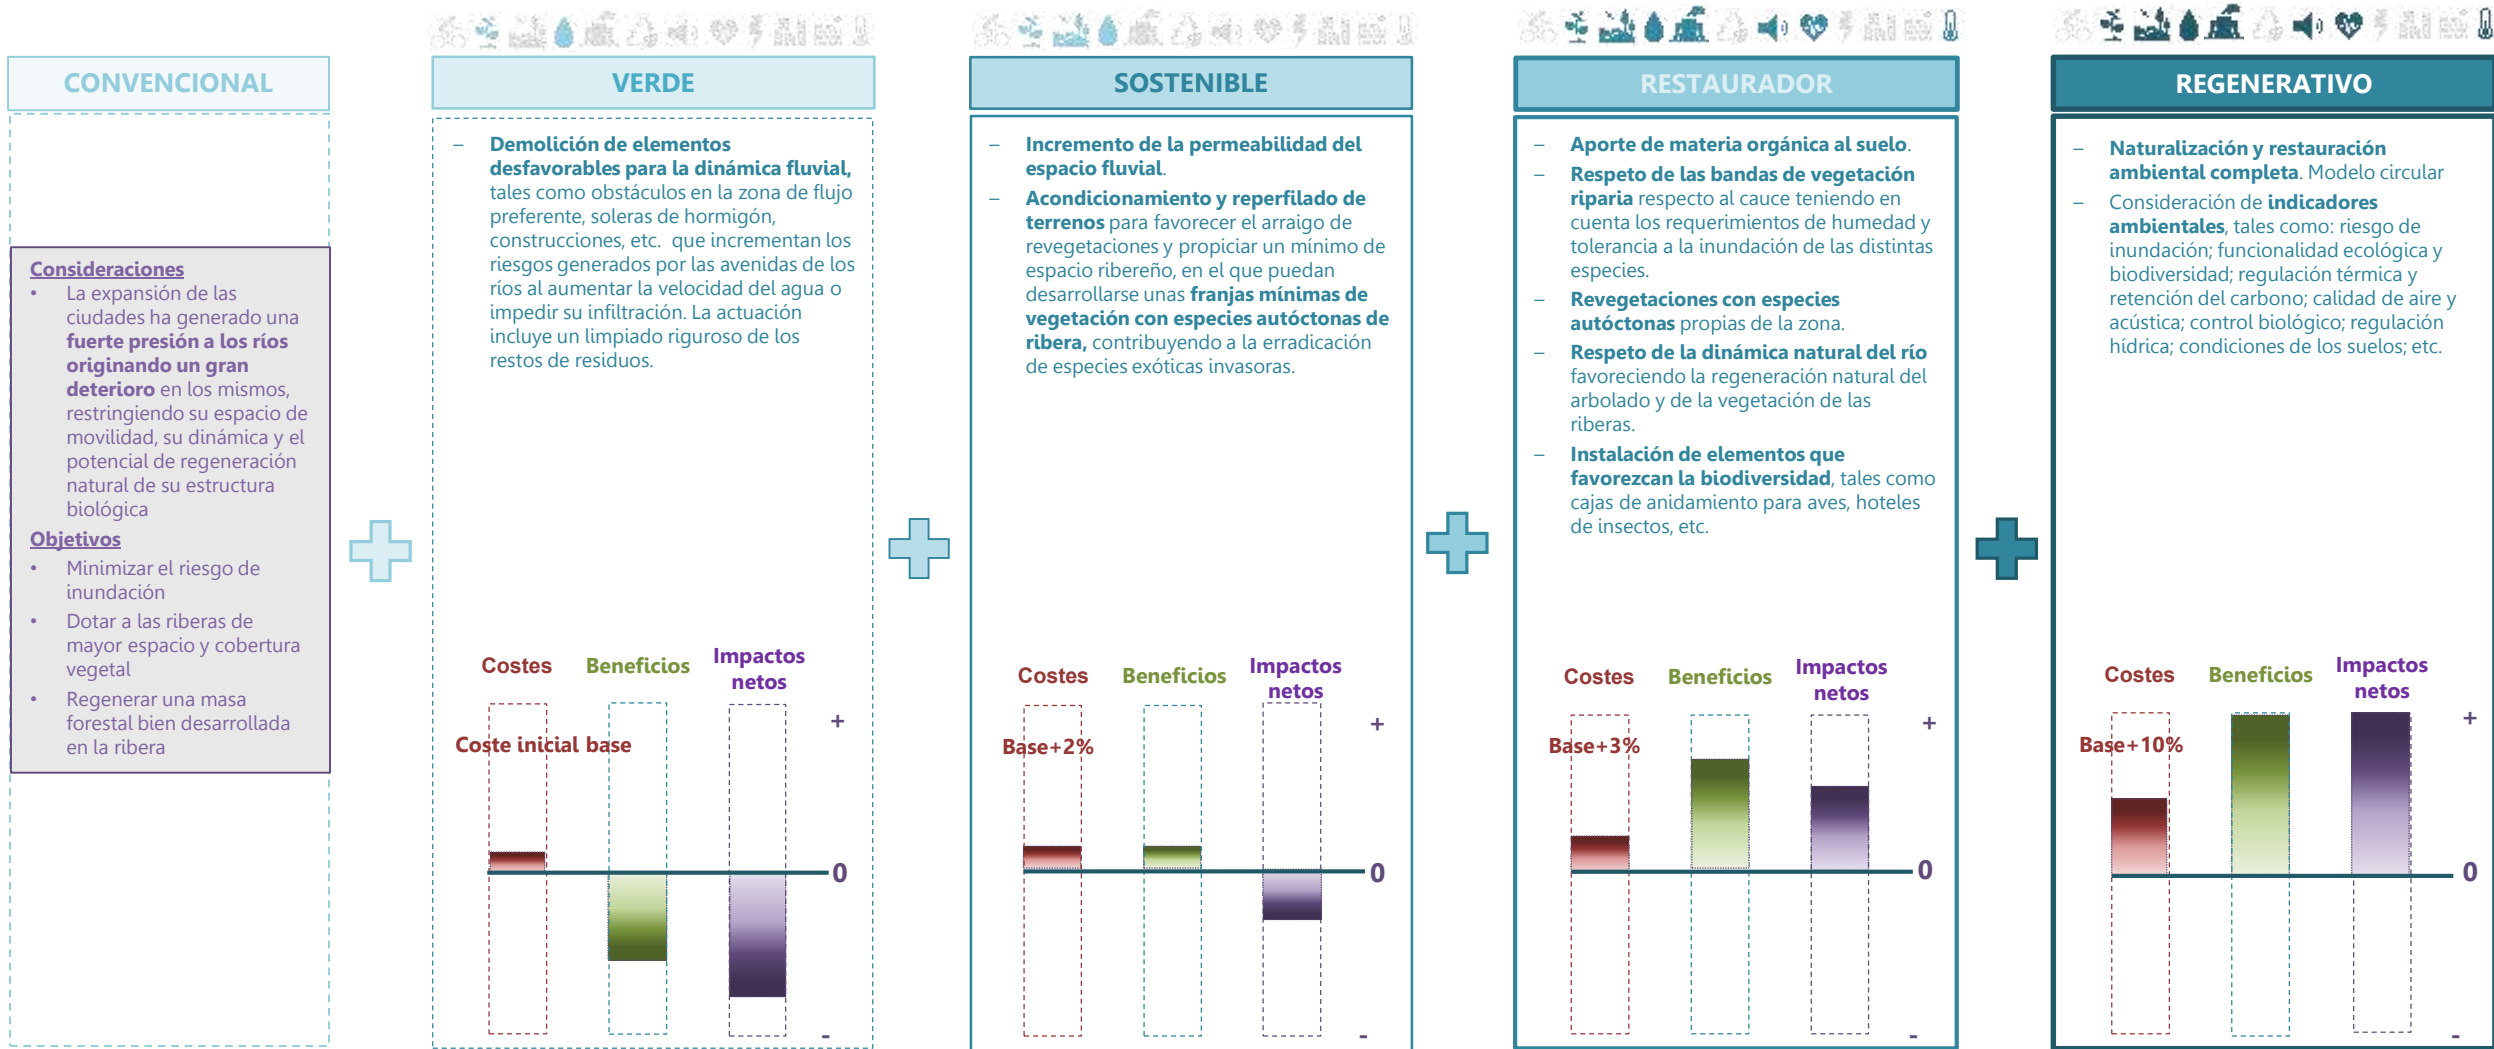 CONVENCIONAL
Consideraciones
• La expansión de las
ciudades ha generado una
fuerte presión a los ríos
originando un gran
deterioro en los mismos,
restringiendo su espacio de
movilidad, su dinámica y el
potencial de regeneración
natural de su estructura
biológica
Objetivos
• Minimizar el riesgo de
inundación
• Dotar a las riberas de
mayor espacio y cobertura
vegetal
• Regenerar una masa
forestal bien desarrollada
en la ribera
VERDE
– Demolición de elementos
desfavorables para la dinámica fluvial,
tales como obstáculos en la zona de flujo
preferente, soleras de hormigón,
construcciones, etc. que incrementan los
riesgos generados por las avenidas de los
ríos al aumentar la velocidad del agua o
impedir su infiltración. La actuación
incluye un limpiado riguroso de los
restos de residuos.
Costes
Beneficios
Impactos
netos
+
Coste inicial base
0
-
SOSTENIBLE
– Incremento de la permeabilidad del
espacio fluvial.
– Acondicionamiento y reperfilado de
terrenos para favorecer el arraigo de
revegetaciones y propiciar un mínimo de
espacio ribereño, en el que puedan
desarrollarse unas franjas mínimas de
vegetación con especies autóctonas de
ribera, contribuyendo a la erradicación
de especies exóticas invasoras.
Costes
Beneficios
Impactos
netos
+
Base+2%
0
-
RESTAURADOR
– Aporte de materia orgánica al suelo.
– Respeto de las bandas de vegetación
riparia respecto al cauce teniendo en
cuenta los requerimientos de humedad y
tolerancia a la inundación de las distintas
especies.
– Revegetaciones con especies
autóctonas propias de la zona.
– Respeto de la dinámica natural del río
favoreciendo la regeneración natural del
arbolado y de la vegetación de las
riberas.
– Instalación de elementos que
favorezcan la biodiversidad, tales como
cajas de anidamiento para aves, hoteles
de insectos, etc.
Costes
Beneficios
Impactos
netos
+
Base+3%
0
-
REGENERATIVO
– Naturalización y restauración
ambiental completa. Modelo circular
– Consideración de indicadores
ambientales, tales como: riesgo de
inundación; funcionalidad ecológica y
biodiversidad; regulación térmica y
retención del carbono; calidad de aire y
acústica; control biológico; regulación
hídrica; condiciones de los suelos; etc.
Costes
Beneficios
Impactos
netos
+
Base+10%
0
-